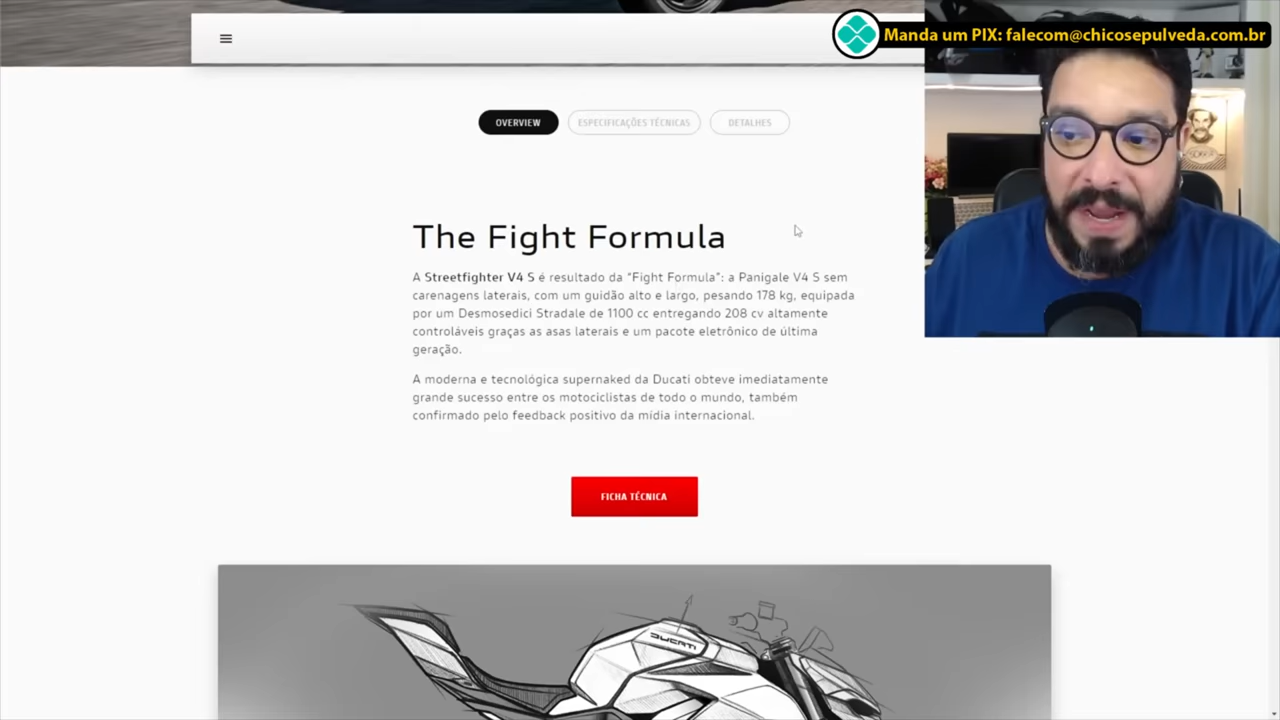 Manda um PIX: falecom@chicosepulveda.com.br
OVERVIEW
ESPECIFICAÇÕES TÉCNICAS
DETALHES
The Fight Formula
A Streetfighter V4 S é resultado da “Fight Formula”: a Panigale V4 S sem
carenagens laterais, com um guidão alto e largo, pesando 178 kg, equipada
por um Desmosedici Stradale de 1100 cc entregando 208 cv altamente
controláveis graças as asas laterais e um pacote eletrônico de última
geração.
A moderna e tecnológica supernaked da Ducati obteve imediatamente
grande sucesso entre os motociclistas de todo o mundo, também
confirmado pelo feedback positivo da mídia internacional.
FICHA TÉCNICA
DUCATI